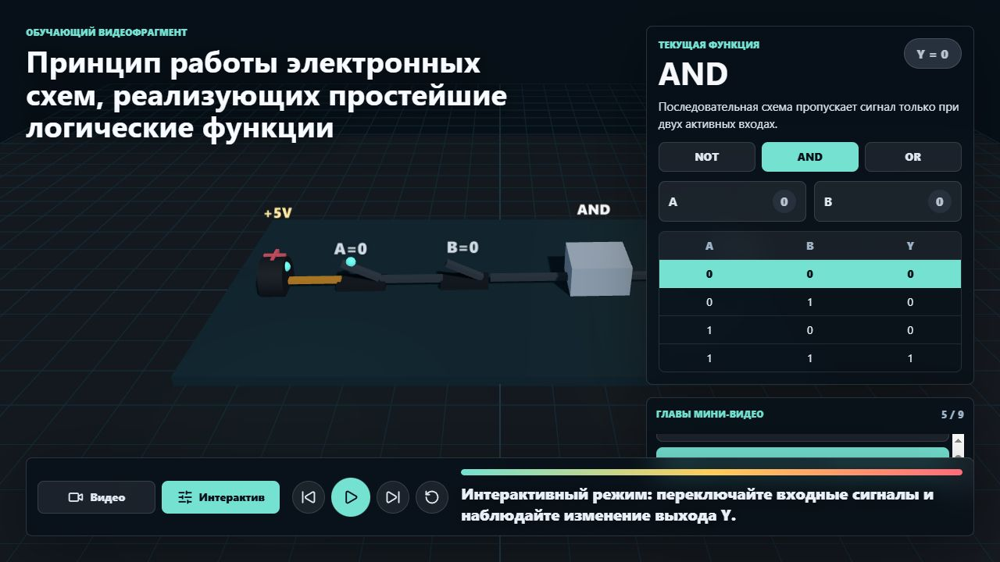 ОБУЧАЮЩИЙ ВИДЕОФРАГМЕНТ
Принцип работы электронных
схем, реализующих простейшие
логические функции
ТЕКУЩАЯ ФУНКЦИЯ
Y = 0
AND
Последовательная схема пропускает сигнал только при
двух активных входах.
NOT AND OR
A 0 B 0
A B Y
0 0 0
0 1 0
1 0 0
1 1 1
+5V
AND
A=0
B=0
ГЛАВЫ МИНИ-ВИДЕО 5 / 9
Видео Интерактив
Интерактивный режим: переключайте входные сигналы и
наблюдайте изменение выхода Y.